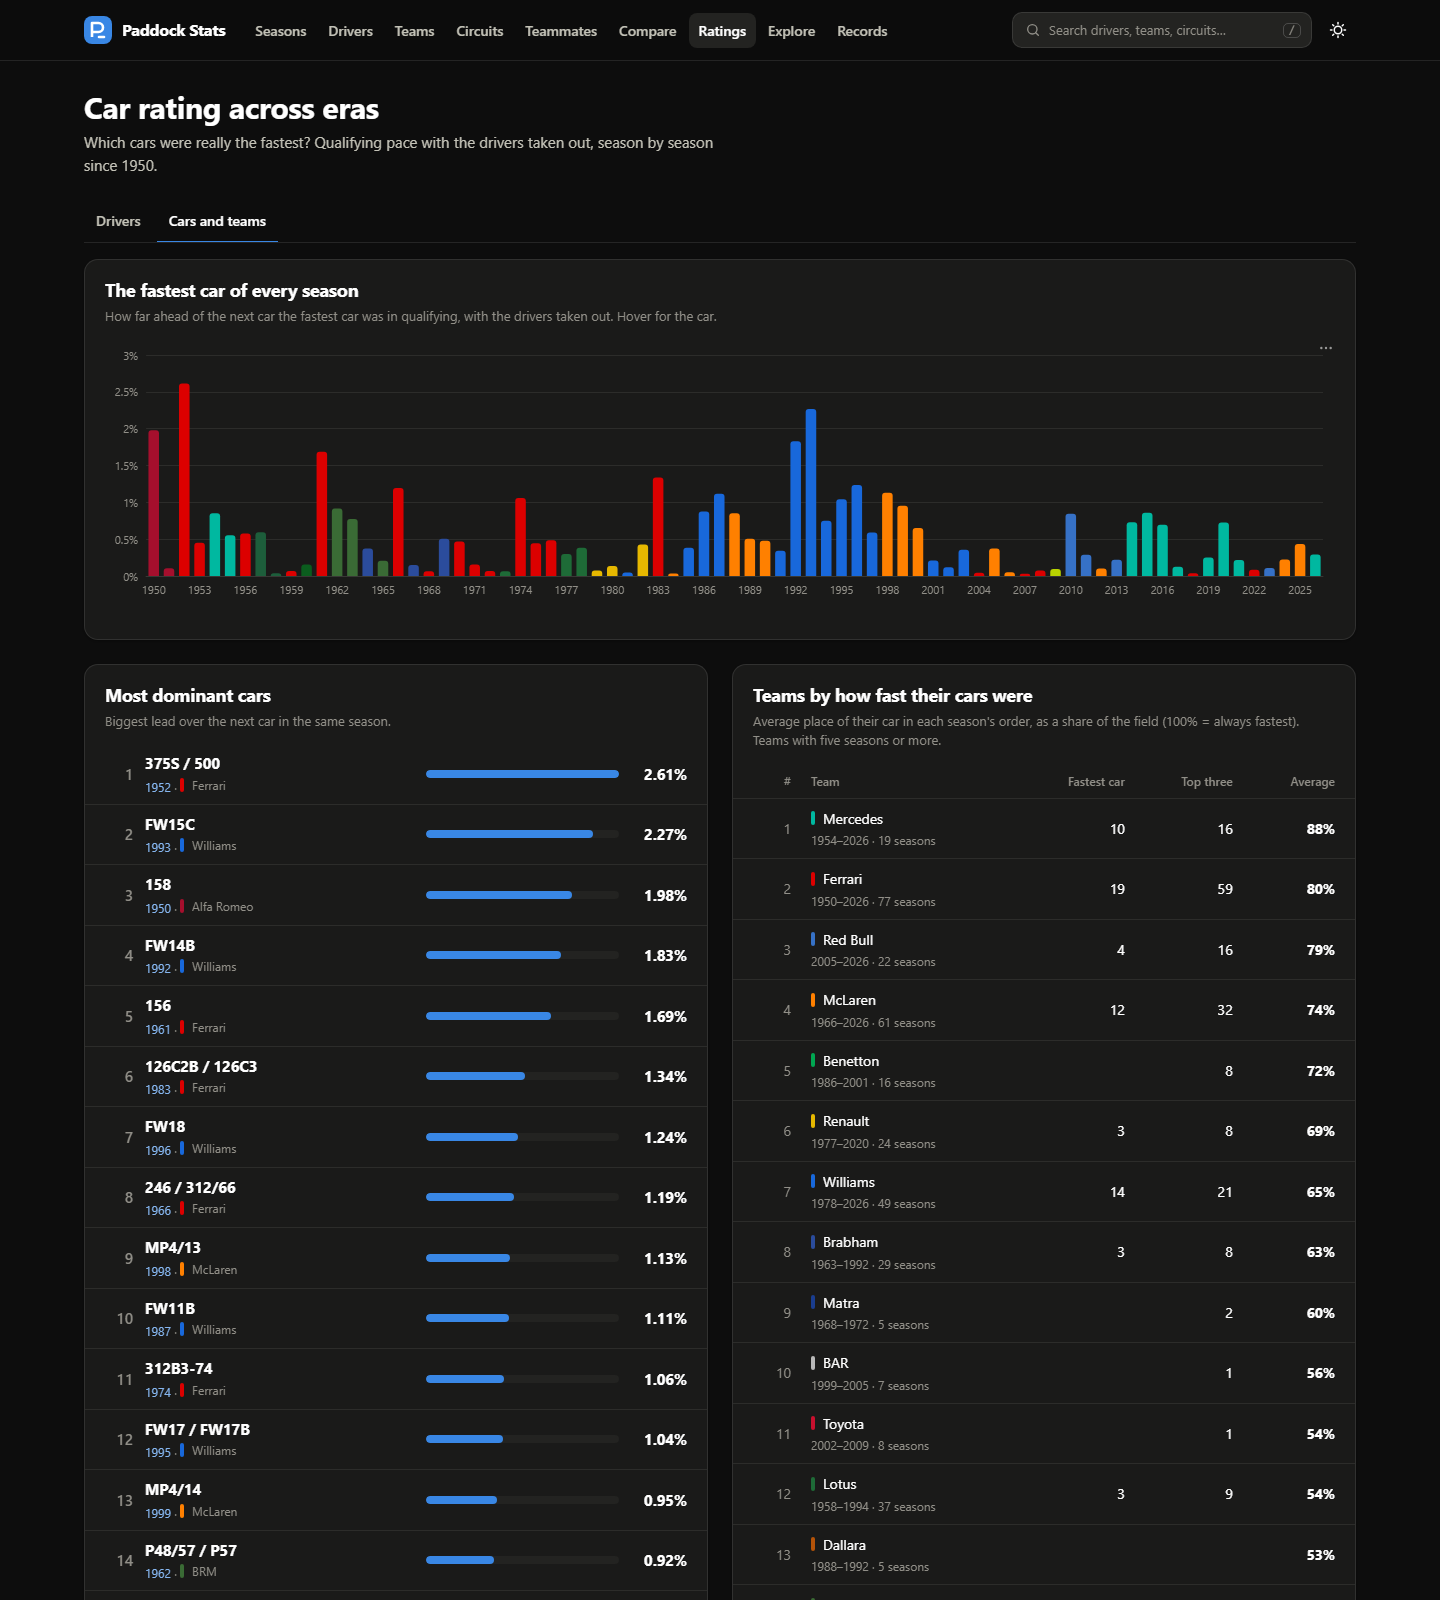 Paddock Stats
Seasons
Drivers
Teams
Circuits
Teammates
Compare
Ratings
Explore
Records
Search drivers, teams, circuits...
/
Car rating across eras
Which cars were really the fastest? Qualifying pace with the drivers taken out, season by season
since 1950.
Drivers
Cars and teams
The fastest car of every season
How far ahead of the next car the fastest car was in qualifying, with the drivers taken out. Hover for the car.
...
3%
2.5%
2%
1.5%
1%
0.5%
0%
1950 1953 1956 1959 1962 1965 1968 1971 1974 1977 1980 1983 1986 1989 1992 1995 1998 2001 2004 2007 2010 2013 2016 2019 2022 2025
Most dominant cars
Biggest lead over the next car in the same season.
1 375S / 500 2.61%
1952 · Ferrari
2 FW15C 2.27%
1993 · Williams
3 158 1.98%
1950 · Alfa Romeo
4 FW14B 1.83%
1992 · Williams
5 156 1.69%
1961 · Ferrari
6 126C2B / 126C3 1.34%
1983 · Ferrari
7 FW18 1.24%
1996 · Williams
8 246 / 312/66 1.19%
1966 · Ferrari
9 MP4/13 1.13%
1998 · McLaren
10 FW11B 1.11%
1987 · Williams
11 312B3-74 1.06%
1974 · Ferrari
12 FW17 / FW17B 1.04%
1995 · Williams
13 MP4/14 0.95%
1999 · McLaren
14 P48/57 / P57 0.92%
1962 · BRM
Teams by how fast their cars were
Average place of their car in each season's order, as a share of the field (100% = always fastest).
Teams with five seasons or more.
# Team Fastest car Top three Average
1 Mercedes 10 16 88%
1954–2026 · 19 seasons
2 Ferrari 19 59 80%
1950–2026 · 77 seasons
3 Red Bull 4 16 79%
2005–2026 · 22 seasons
4 McLaren 12 32 74%
1966–2026 · 61 seasons
5 Benetton 8 72%
1986–2001 · 16 seasons
6 Renault 3 8 69%
1977–2020 · 24 seasons
7 Williams 14 21 65%
1978–2026 · 49 seasons
8 Brabham 3 8 63%
1963–1992 · 29 seasons
9 Matra 2 60%
1968–1972 · 5 seasons
10 BAR 1 56%
1999–2005 · 7 seasons
11 Toyota 1 54%
2002–2009 · 8 seasons
12 Lotus 3 9 54%
1958–1994 · 37 seasons
13 Dallara 53%
1988–1992 · 5 seasons